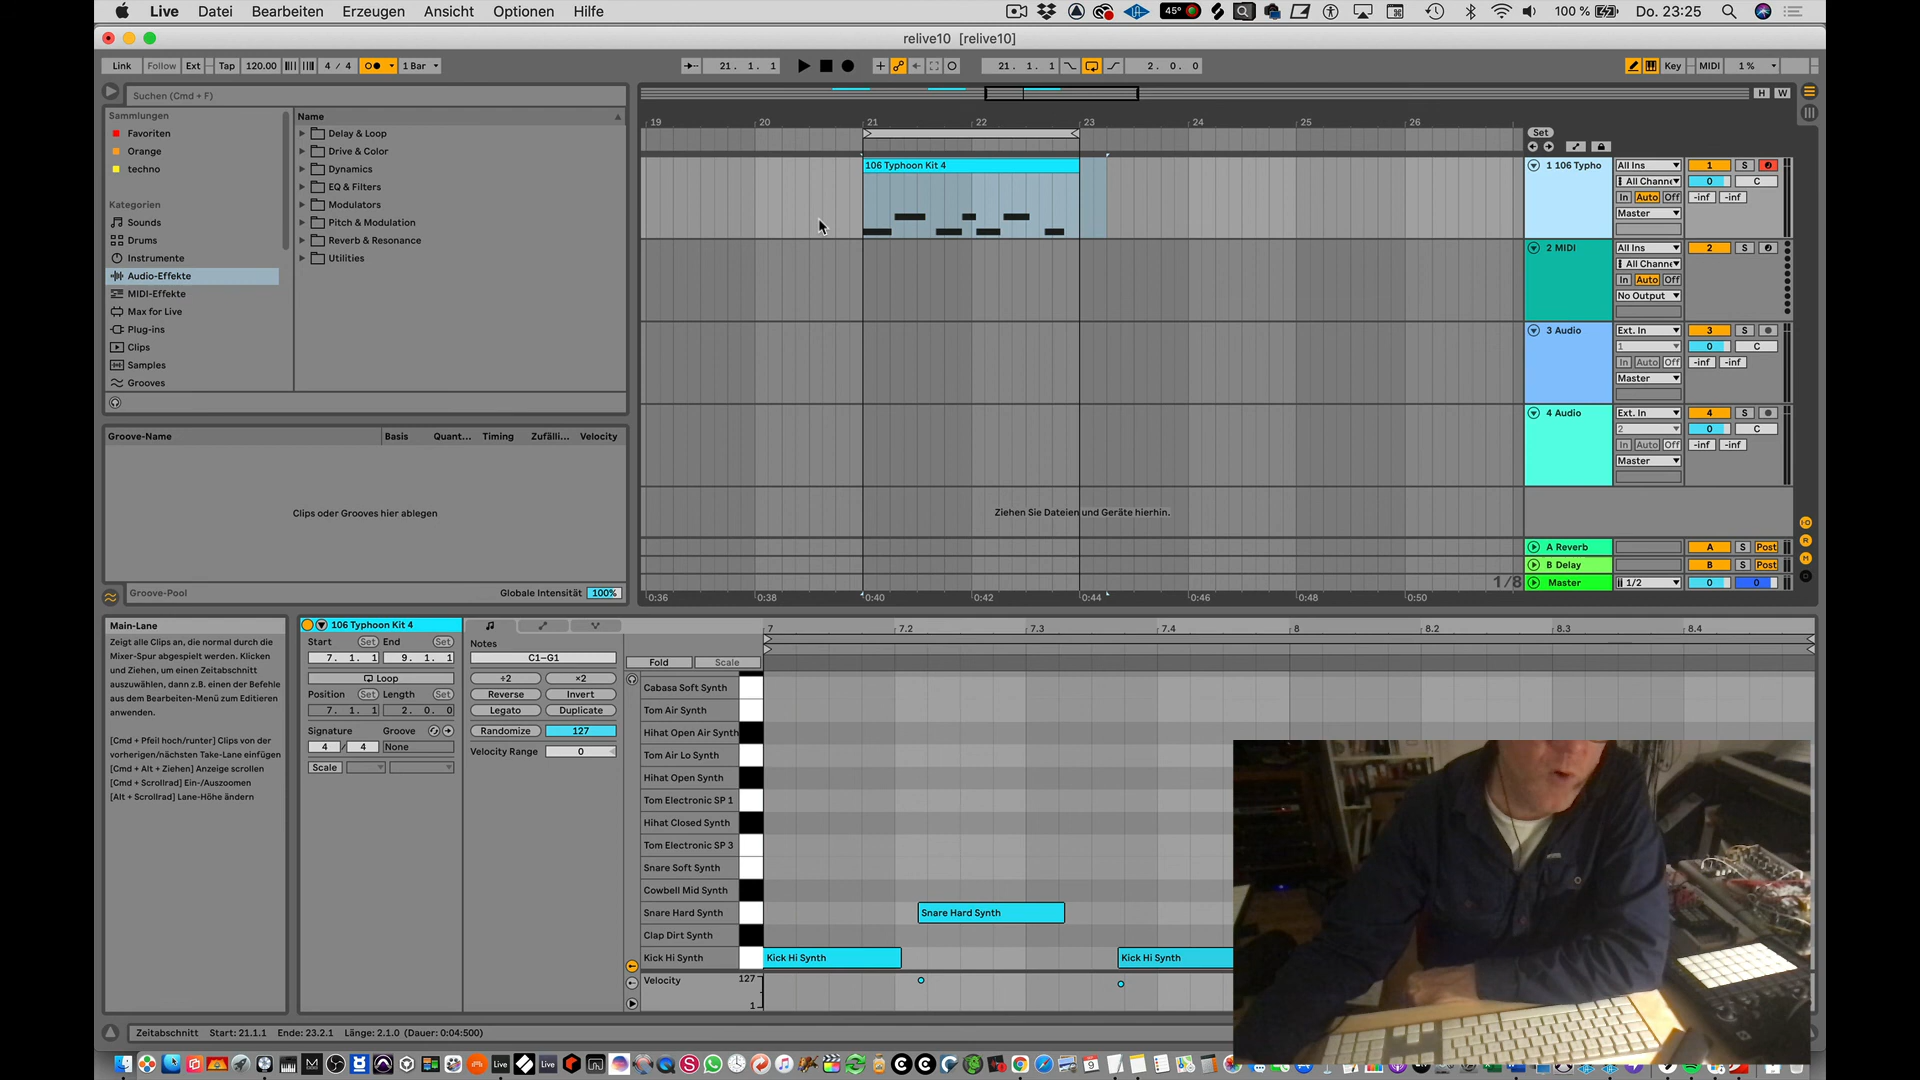 Live Datei Bearbeiten Erzeugen Ansicht Optionen Hilfe 45° 100 % Do. 23:25
relive10 [relive10]
Link Follow Ext Tap 120.00 4 / 4 1 Bar 21. 1. 1 21. 1. 1 2. 0. 0 Key MIDI 1 %
Suchen (Cmd + F)
H W
Sammlungen
Favoriten
Orange
techno
Kategorien
Sounds
Drums
Instrumente
Audio-Effekte
MIDI-Effekte
Max for Live
Plug-ins
Clips
Samples
Grooves
Name
Delay & Loop
Drive & Color
Dynamics
EQ & Filters
Modulators
Pitch & Modulation
Reverb & Resonance
Utilities
19 20 21 22 23 24 25 26
Set
106 Typhoon Kit 4
1 106 Typho All Ins 1 S
All Channe 0 C
In Auto Off -inf -inf
Master
2 MIDI All Ins 2 S
All Channe
In Auto Off
No Output
3 Audio Ext. In 3 S
1 0 C
In Auto Off -inf -inf
Master
4 Audio Ext. In 4 S
2 0 C
In Auto Off -inf -inf
Master
Ziehen Sie Dateien und Geräte hierhin.
A Reverb A S Post
B Delay B S Post
1/8 Master 1/2 0 0
0:36 0:38 0:40 0:42 0:44 0:46 0:48 0:50
Groove-Name Basis Quant... Timing Zufälli... Velocity
Clips oder Grooves hier ablegen
Groove-Pool Globale Intensität 100%
Main-Lane
Zeigt alle Clips an, die normal durch die
Mixer-Spur abgespielt werden. Klicken
und Ziehen, um einen Zeitabschnitt
auszuwählen, dann z.B. einen der Befehle
aus dem Bearbeiten-Menü zum Editieren
anwenden.
[Cmd + Pfeil hoch/runter] Clips von der
vorherigen/nächsten Take-Lane einfügen
[Cmd + Alt + Ziehen] Anzeige scrollen
[Cmd + Scrollrad] Ein-/Auszoomen
[Alt + Scrollrad] Lane-Höhe ändern
106 Typhoon Kit 4
Start Set End Set
7. 1. 1 9. 1. 1
Loop
Position Set Length Set
7. 1. 1 2. 0. 0
Signature Groove
4 / 4 None
Scale
Notes
C1–G1
÷2 ×2
Reverse Invert
Legato Duplicate
Randomize 127
Velocity Range 0
7 7.2 7.3 7.4 8 8.2 8.3 8.4
Fold Scale
Cabasa Soft Synth
Tom Air Synth
Hihat Open Air Synth
Tom Air Lo Synth
Hihat Open Synth
Tom Electronic SP 1
Hihat Closed Synth
Tom Electronic SP 3
Snare Soft Synth
Cowbell Mid Synth
Snare Hard Synth Snare Hard Synth
Clap Dirt Synth
Kick Hi Synth Kick Hi Synth Kick Hi Synth
Velocity 127
1
Zeitabschnitt Start: 21.1.1 Ende: 23.2.1 Länge: 2.1.0 (Dauer: 0:04:500)
Live Live